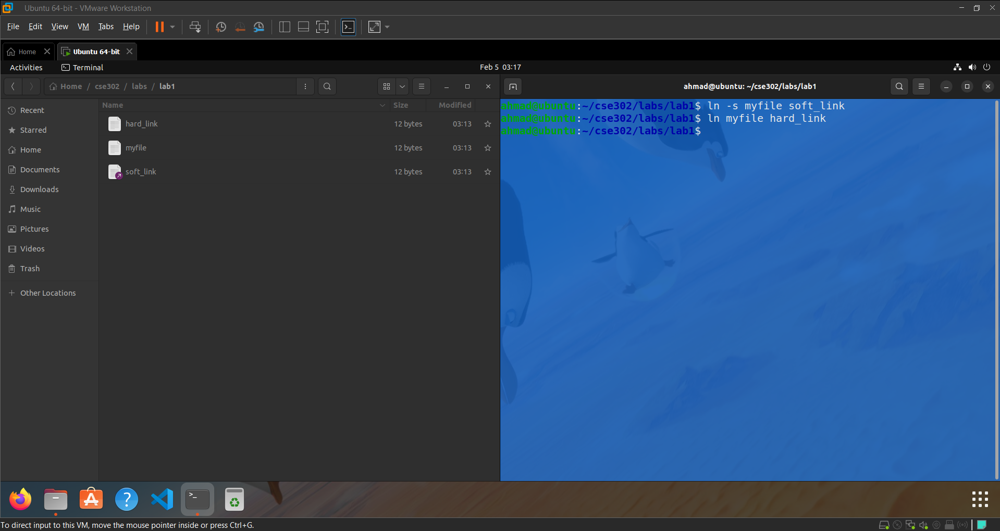 Ubuntu 64-bit - VMware Workstation
File Edit View VM Tabs Help
Home Ubuntu 64-bit
Activities Terminal Feb 5 03:17
Home / cse302 / labs / lab1
ahmad@ubuntu: ~/cse302/labs/lab1
Recent
Starred
Home
Documents
Downloads
Music
Pictures
Videos
Trash
Other Locations
Name Size Modified
hard_link 12 bytes 03:13
myfile 12 bytes 03:13
soft_link 12 bytes 03:13
ahmad@ubuntu:~/cse302/labs/lab1$ ln -s myfile soft_link
ahmad@ubuntu:~/cse302/labs/lab1$ ln myfile hard_link
ahmad@ubuntu:~/cse302/labs/lab1$
To direct input to this VM, move the mouse pointer inside or press Ctrl+G.